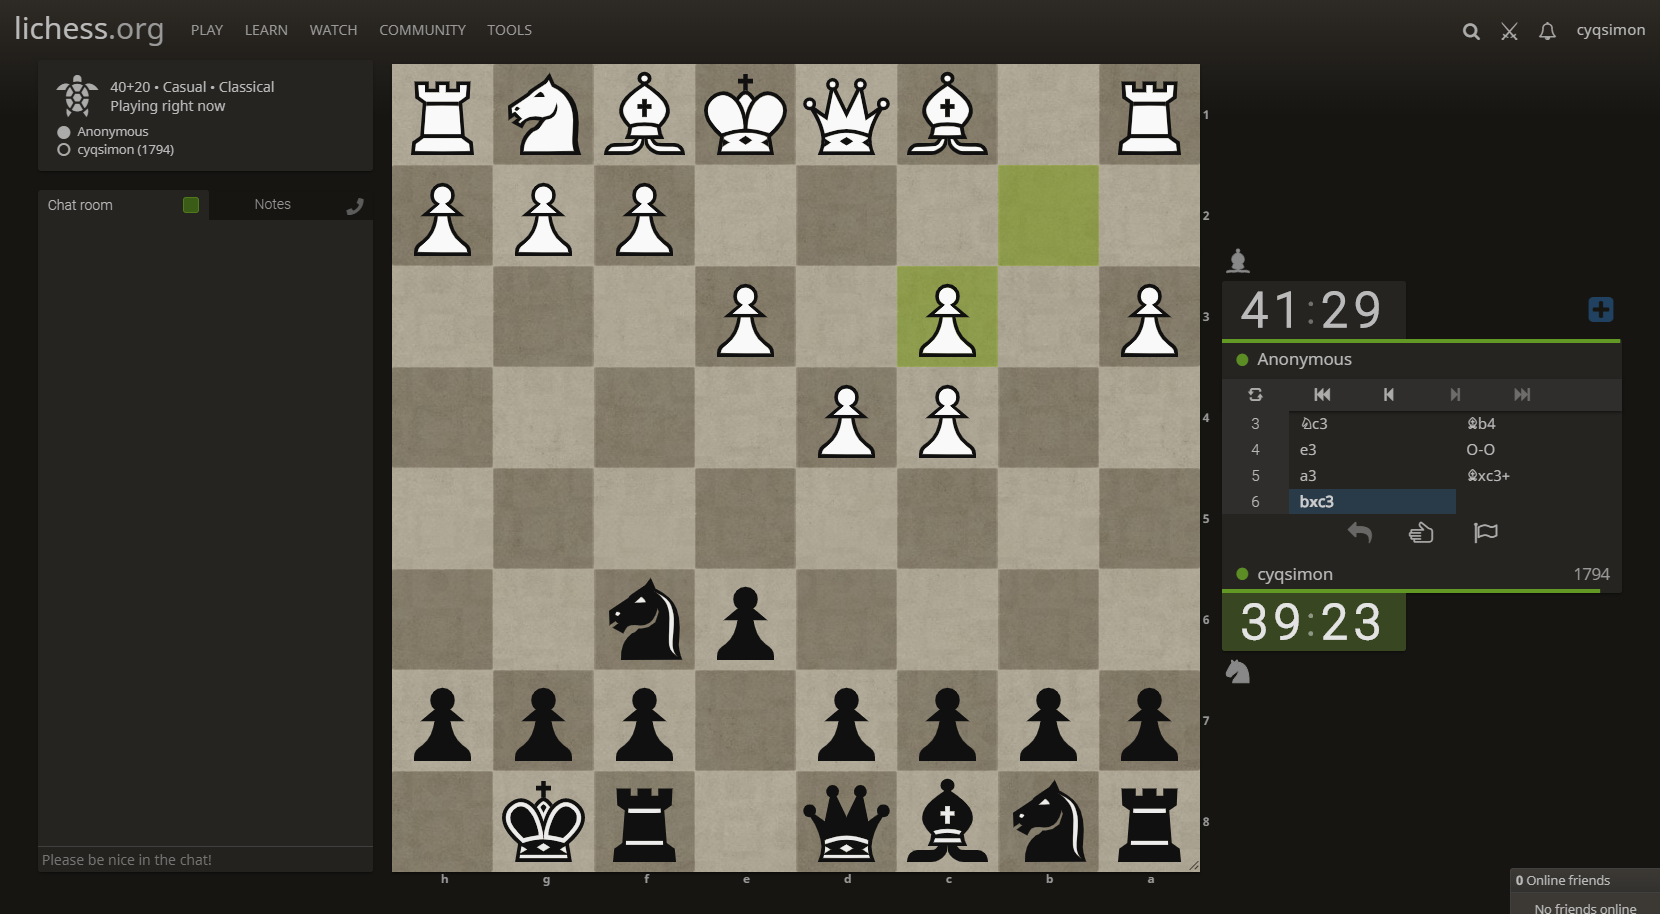 lichess.org PLAY LEARN WATCH COMMUNITY TOOLS cyqsimon
40+20 • Casual • Classical
Playing right now
Anonymous
cyqsimon (1794)
Chat room Notes
Please be nice in the chat!
1
2
3
4
5
6
7
8
h g f e d c b a
41:29
Anonymous
3 ♘c3 ♝b4
4 e3 O-O
5 a3 ♝xc3+
6 bxc3
cyqsimon 1794
39:23
0 Online friends
No friends online